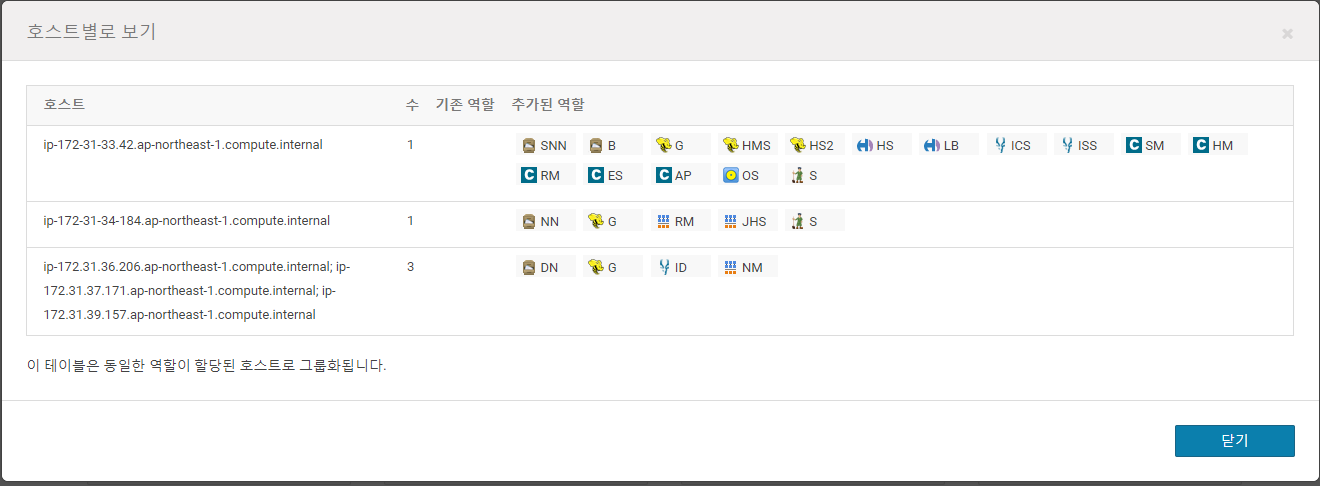 호스트별로 보기
호스트 수 기존 역할 추가된 역할
ip-172-31-33.42.ap-northeast-1.compute.internal 1 SNN B G HMS HS2 HS LB ICS ISS SM HM
RM ES AP OS S
ip-172-31-34-184.ap-northeast-1.compute.internal 1 NN G RM JHS S
ip-172.31.36.206.ap-northeast-1.compute.internal; ip- 3 DN G ID NM
172.31.37.171.ap-northeast-1.compute.internal; ip-
172.31.39.157.ap-northeast-1.compute.internal
이 테이블은 동일한 역할이 할당된 호스트로 그룹화됩니다.
닫기